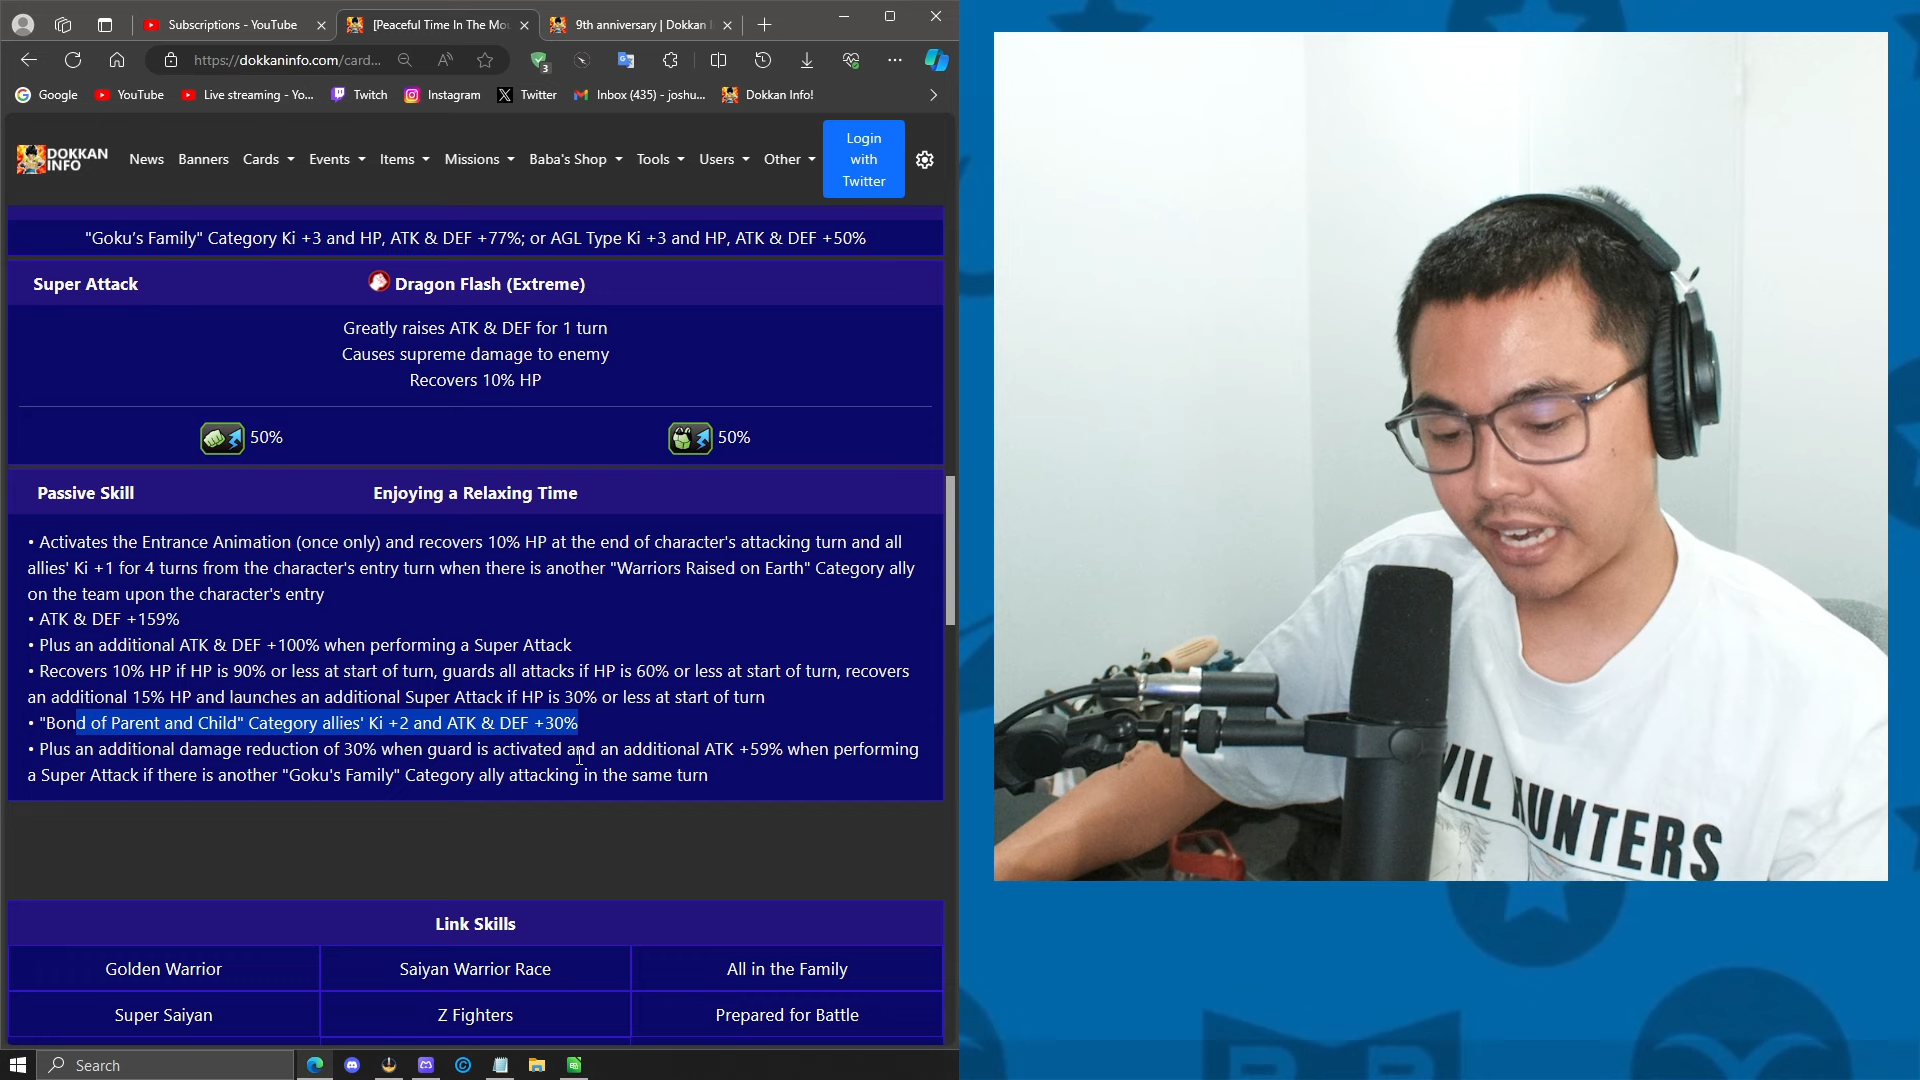 Subscriptions - YouTube
[Peaceful Time In The Mou
9th anniversary | Dokkan
https://dokkaninfo.com/card...
3
Google
YouTube
Live streaming - Yo...
Twitch
Instagram
Twitter
Inbox (435) - joshu...
Dokkan Info!
DOKKAN
INFO
News
Banners
Cards
Events
Items
Missions
Baba's Shop
Tools
Users
Other
Login
with
Twitter
"Goku's Family" Category Ki +3 and HP, ATK & DEF +77%; or AGL Type Ki +3 and HP, ATK & DEF +50%
Super Attack
Dragon Flash (Extreme)
Greatly raises ATK & DEF for 1 turn
Causes supreme damage to enemy
Recovers 10% HP
50%
50%
Passive Skill
Enjoying a Relaxing Time
• Activates the Entrance Animation (once only) and recovers 10% HP at the end of character's attacking turn and all
allies' Ki +1 for 4 turns from the character's entry turn when there is another "Warriors Raised on Earth" Category ally
on the team upon the character's entry
• ATK & DEF +159%
• Plus an additional ATK & DEF +100% when performing a Super Attack
• Recovers 10% HP if HP is 90% or less at start of turn, guards all attacks if HP is 60% or less at start of turn, recovers
an additional 15% HP and launches an additional Super Attack if HP is 30% or less at start of turn
• "Bond of Parent and Child" Category allies' Ki +2 and ATK & DEF +30%
• Plus an additional damage reduction of 30% when guard is activated and an additional ATK +59% when performing
a Super Attack if there is another "Goku's Family" Category ally attacking in the same turn
Link Skills
Golden Warrior
Saiyan Warrior Race
All in the Family
Super Saiyan
Z Fighters
Prepared for Battle
Search
VIL HUNTERS